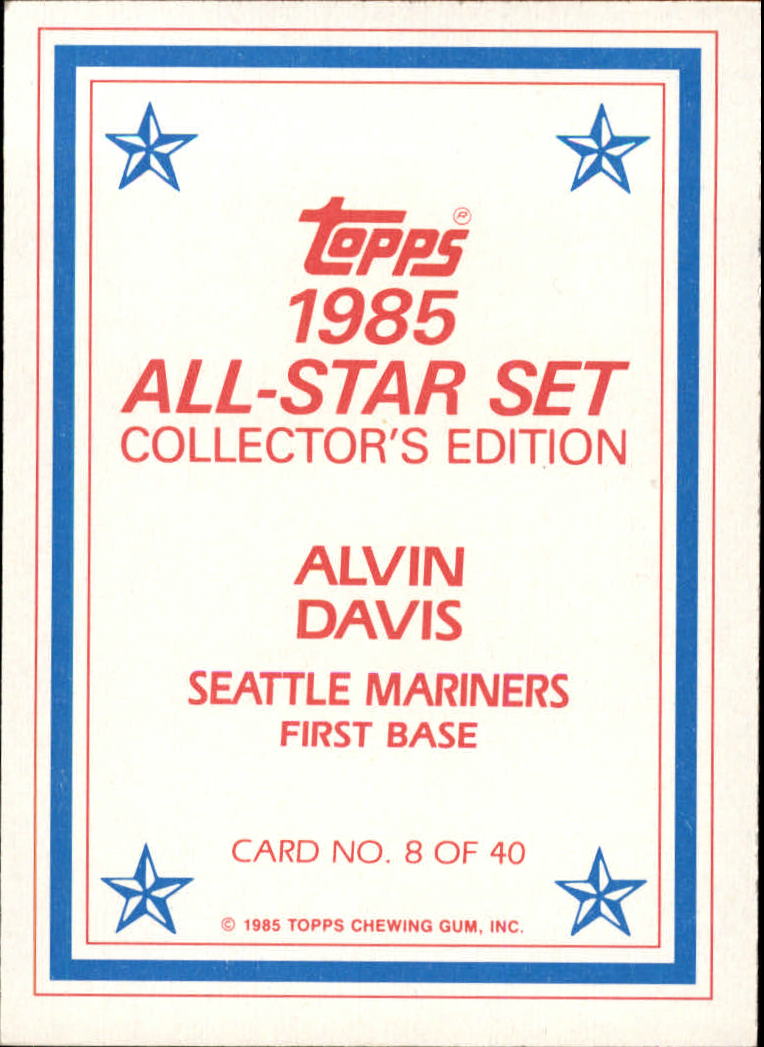 Topps ®
1985
ALL-STAR SET
COLLECTOR'S EDITION
ALVIN
DAVIS
SEATTLE MARINERS
FIRST BASE
CARD NO. 8 OF 40
© 1985 TOPPS CHEWING GUM, INC.